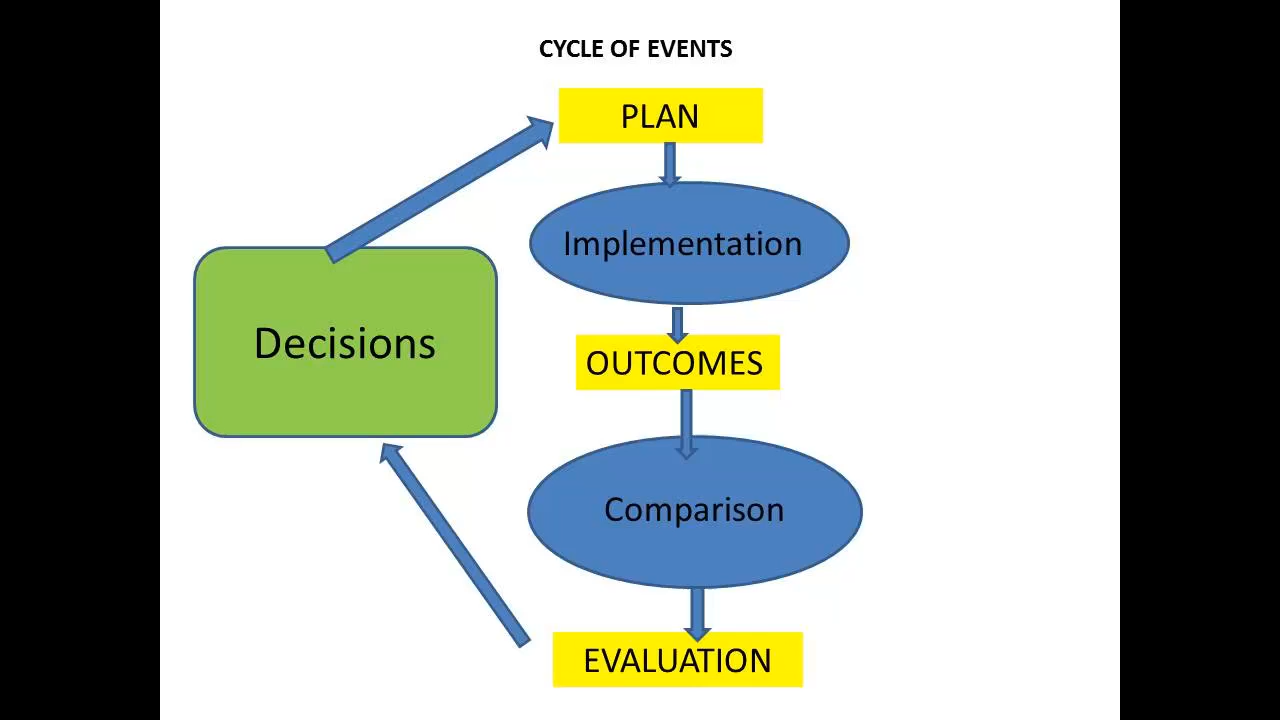 CYCLE OF EVENTS
PLAN
Implementation
Decisions
OUTCOMES
Comparison
EVALUATION